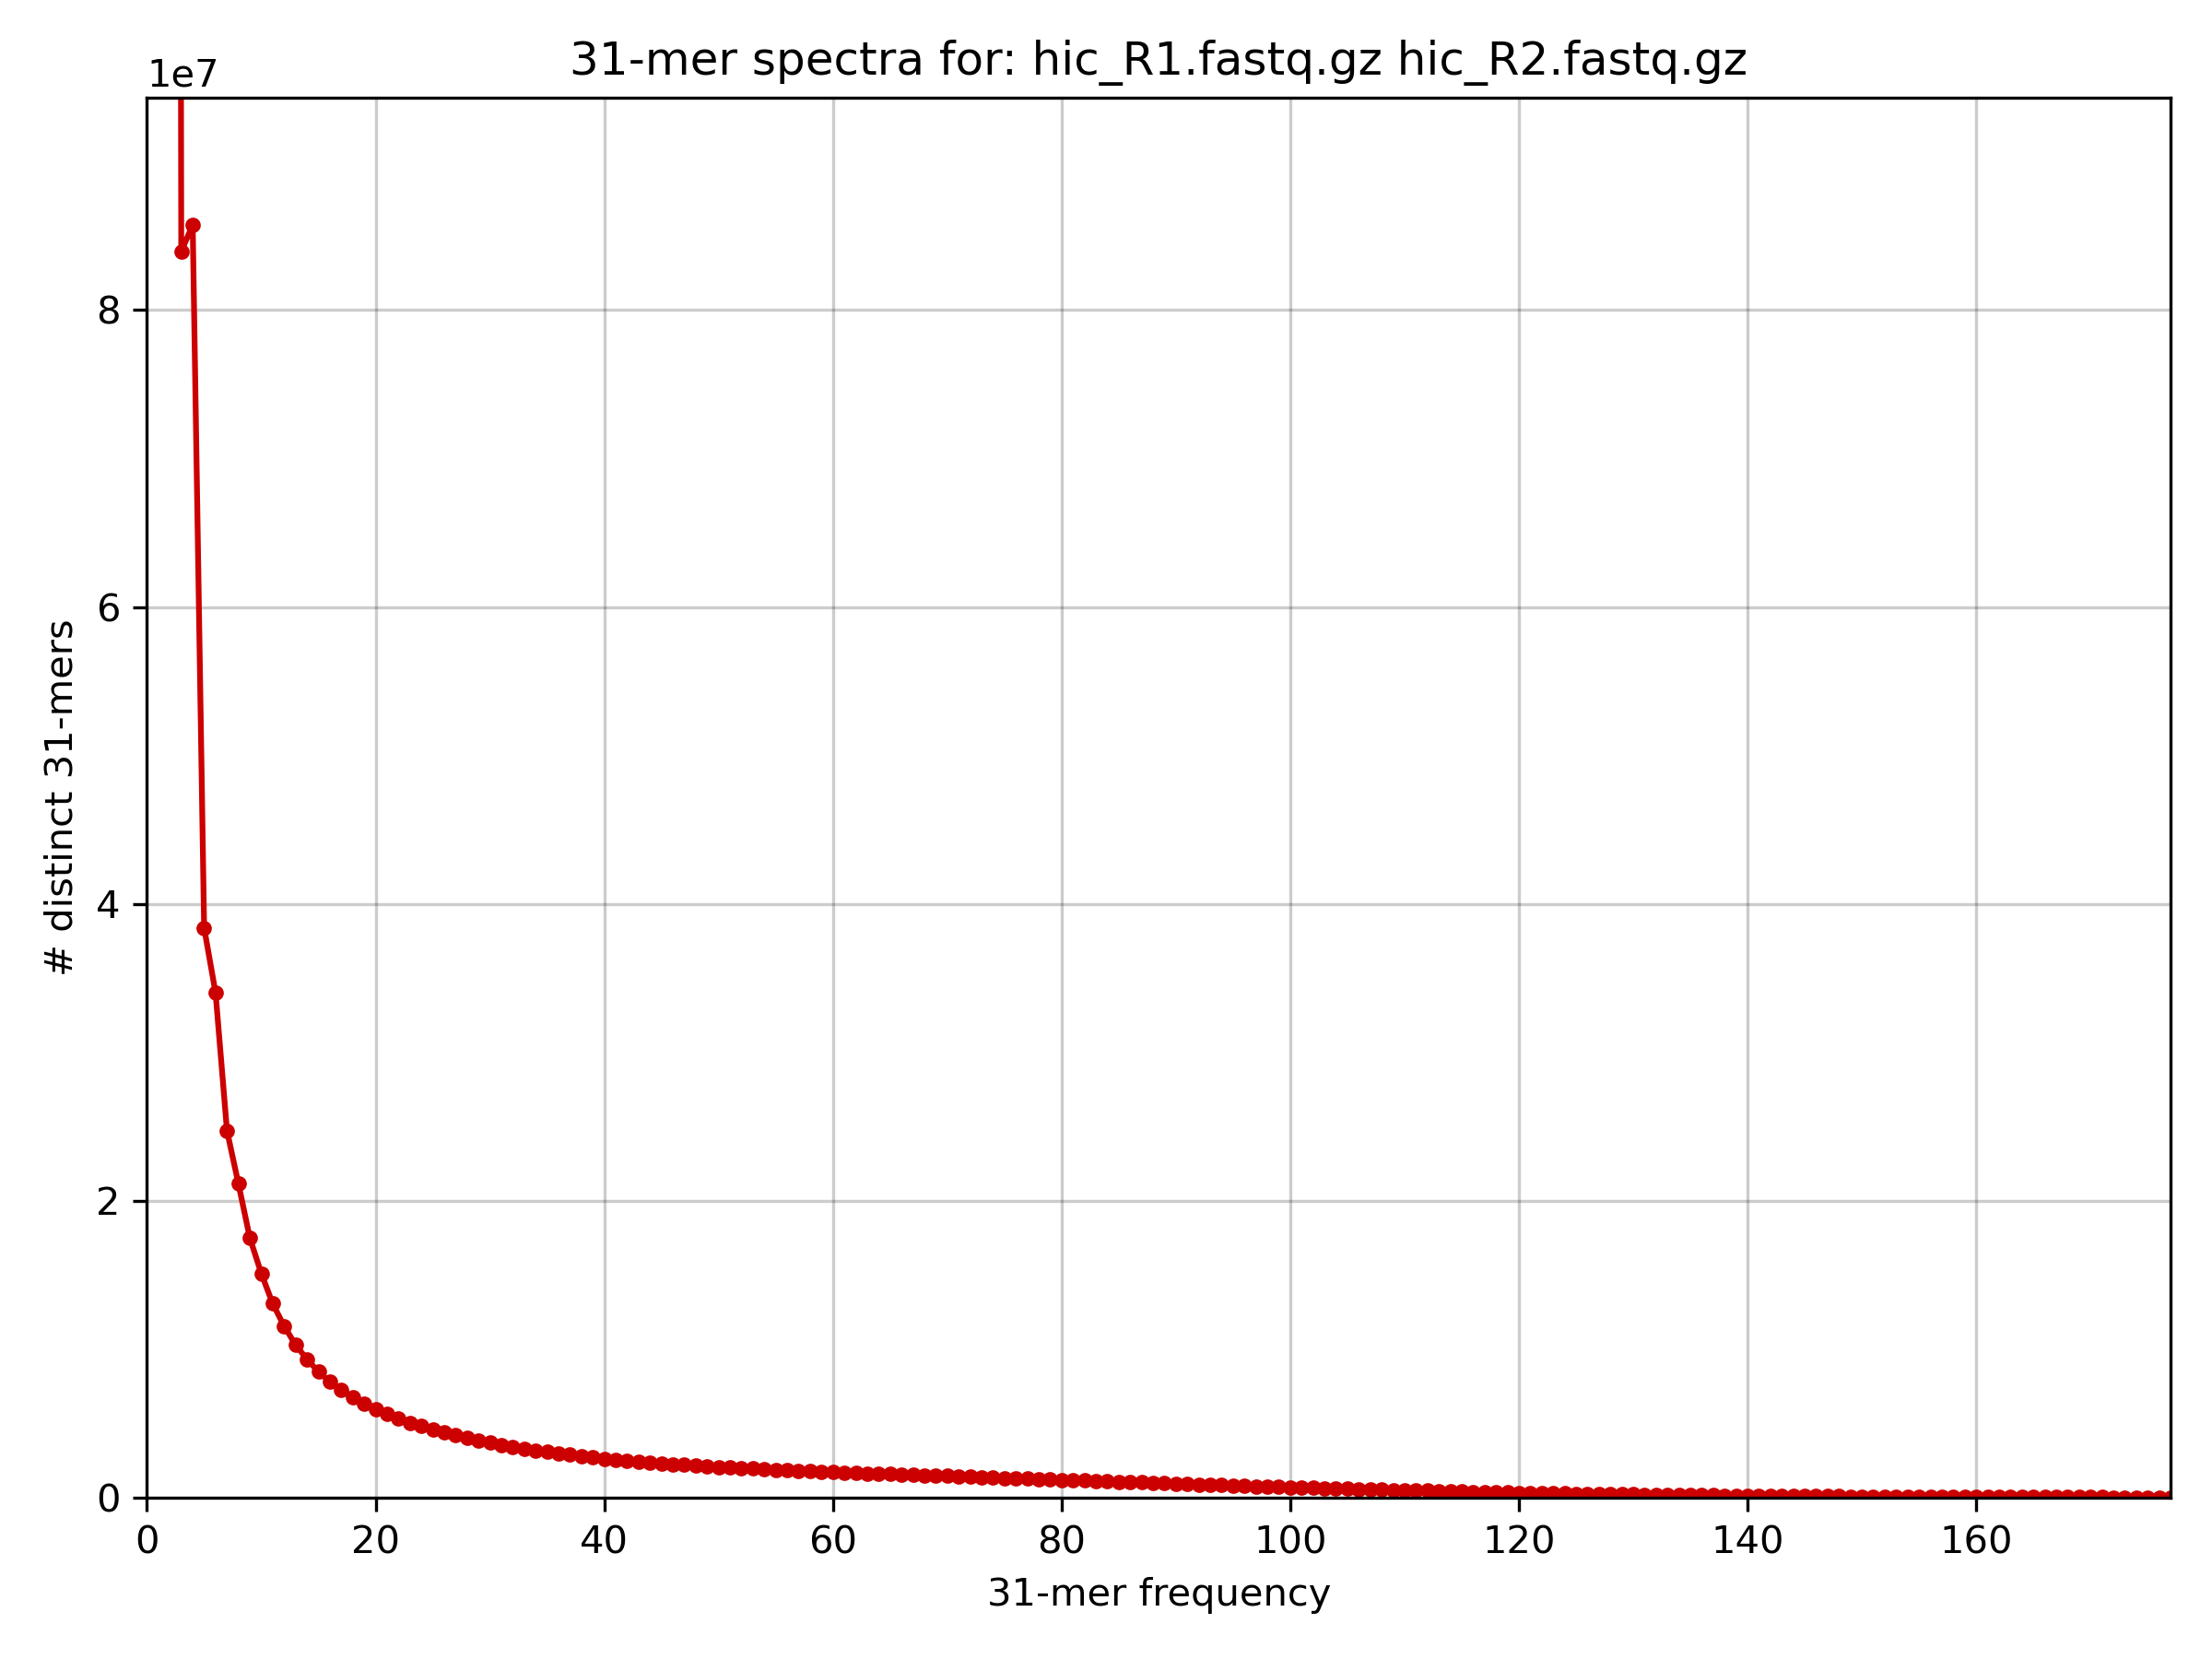 31-mer spectra for: hic_R1.fastq.gz hic_R2.fastq.gz
1e7
8
6
4
2
0
# distinct 31-mers
0 20 40 60 80 100 120 140 160
31-mer frequency